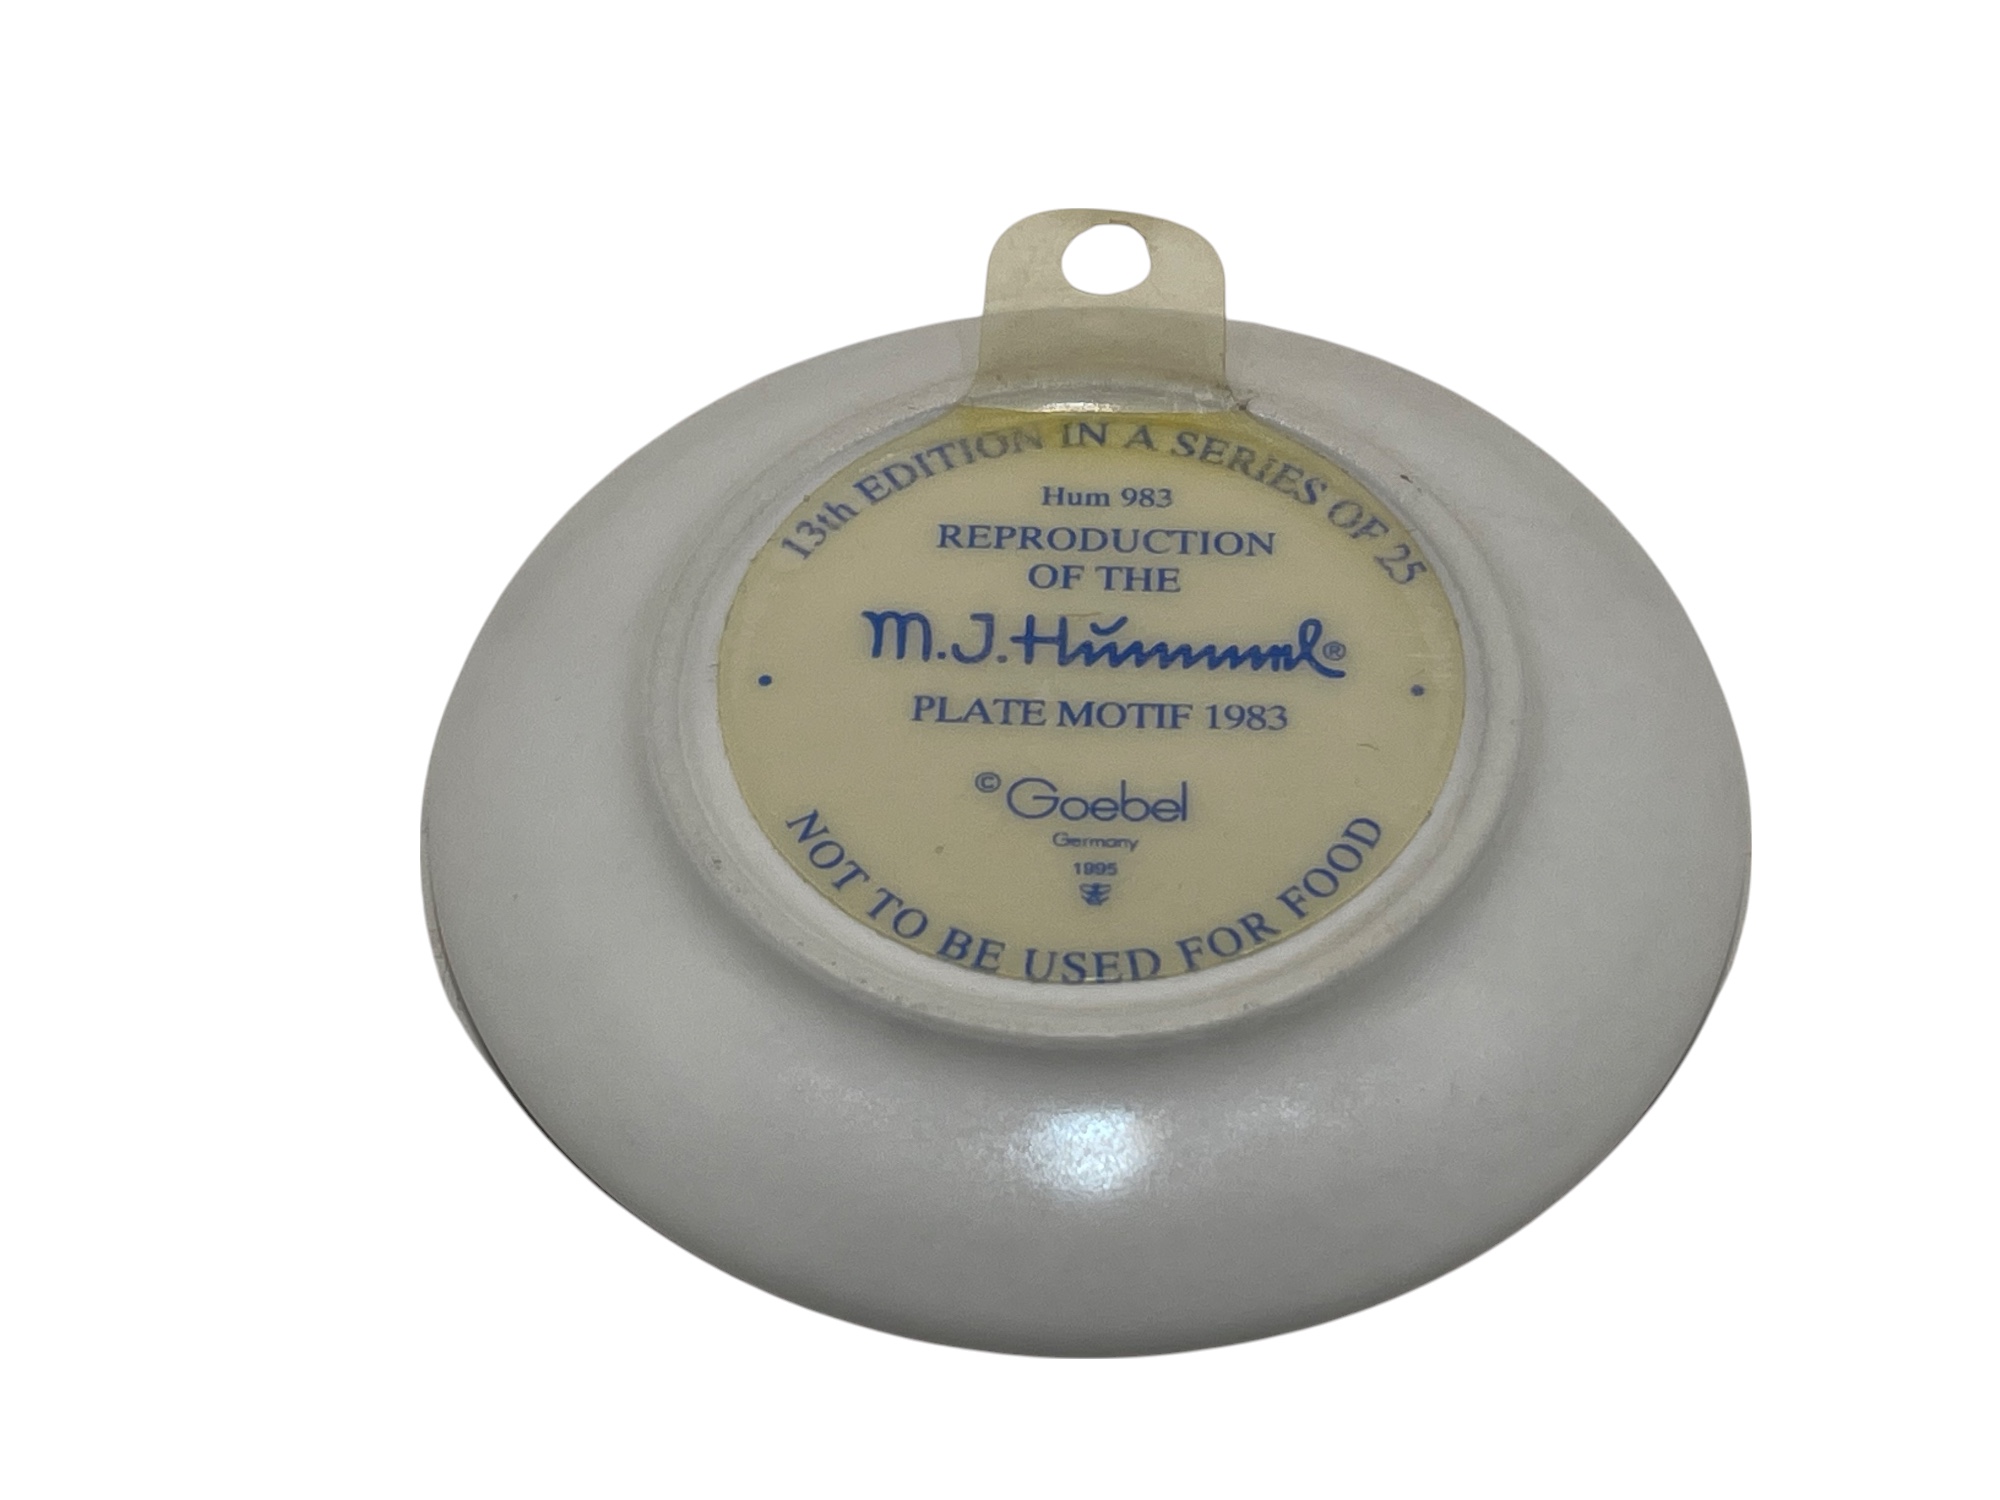 13th EDITION IN A SERIES OF 25
Hum 983
REPRODUCTION
OF THE
M.J. Hummel®
PLATE MOTIF 1983
© Goebel
Germany
1995
NOT TO BE USED FOR FOOD